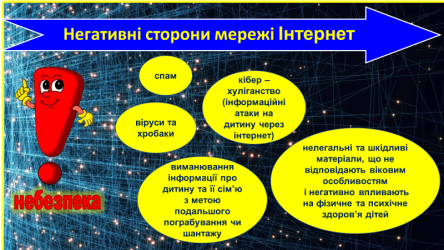 Негативні сторони мережі Інтернет
спам
кібер –
хуліганство
(інформаційні
атаки на
дитину через
інтернет)
віруси та
хробаки
нелегальні та шкідливі
матеріали, що не
відповідають віковим
особливостям
і негативно впливають
на фізичне та психічне
здоров'я дітей
виманювання
інформації про
дитину та її сім'ю
з метою
подальшого
пограбування чи
шантажу
небезпека